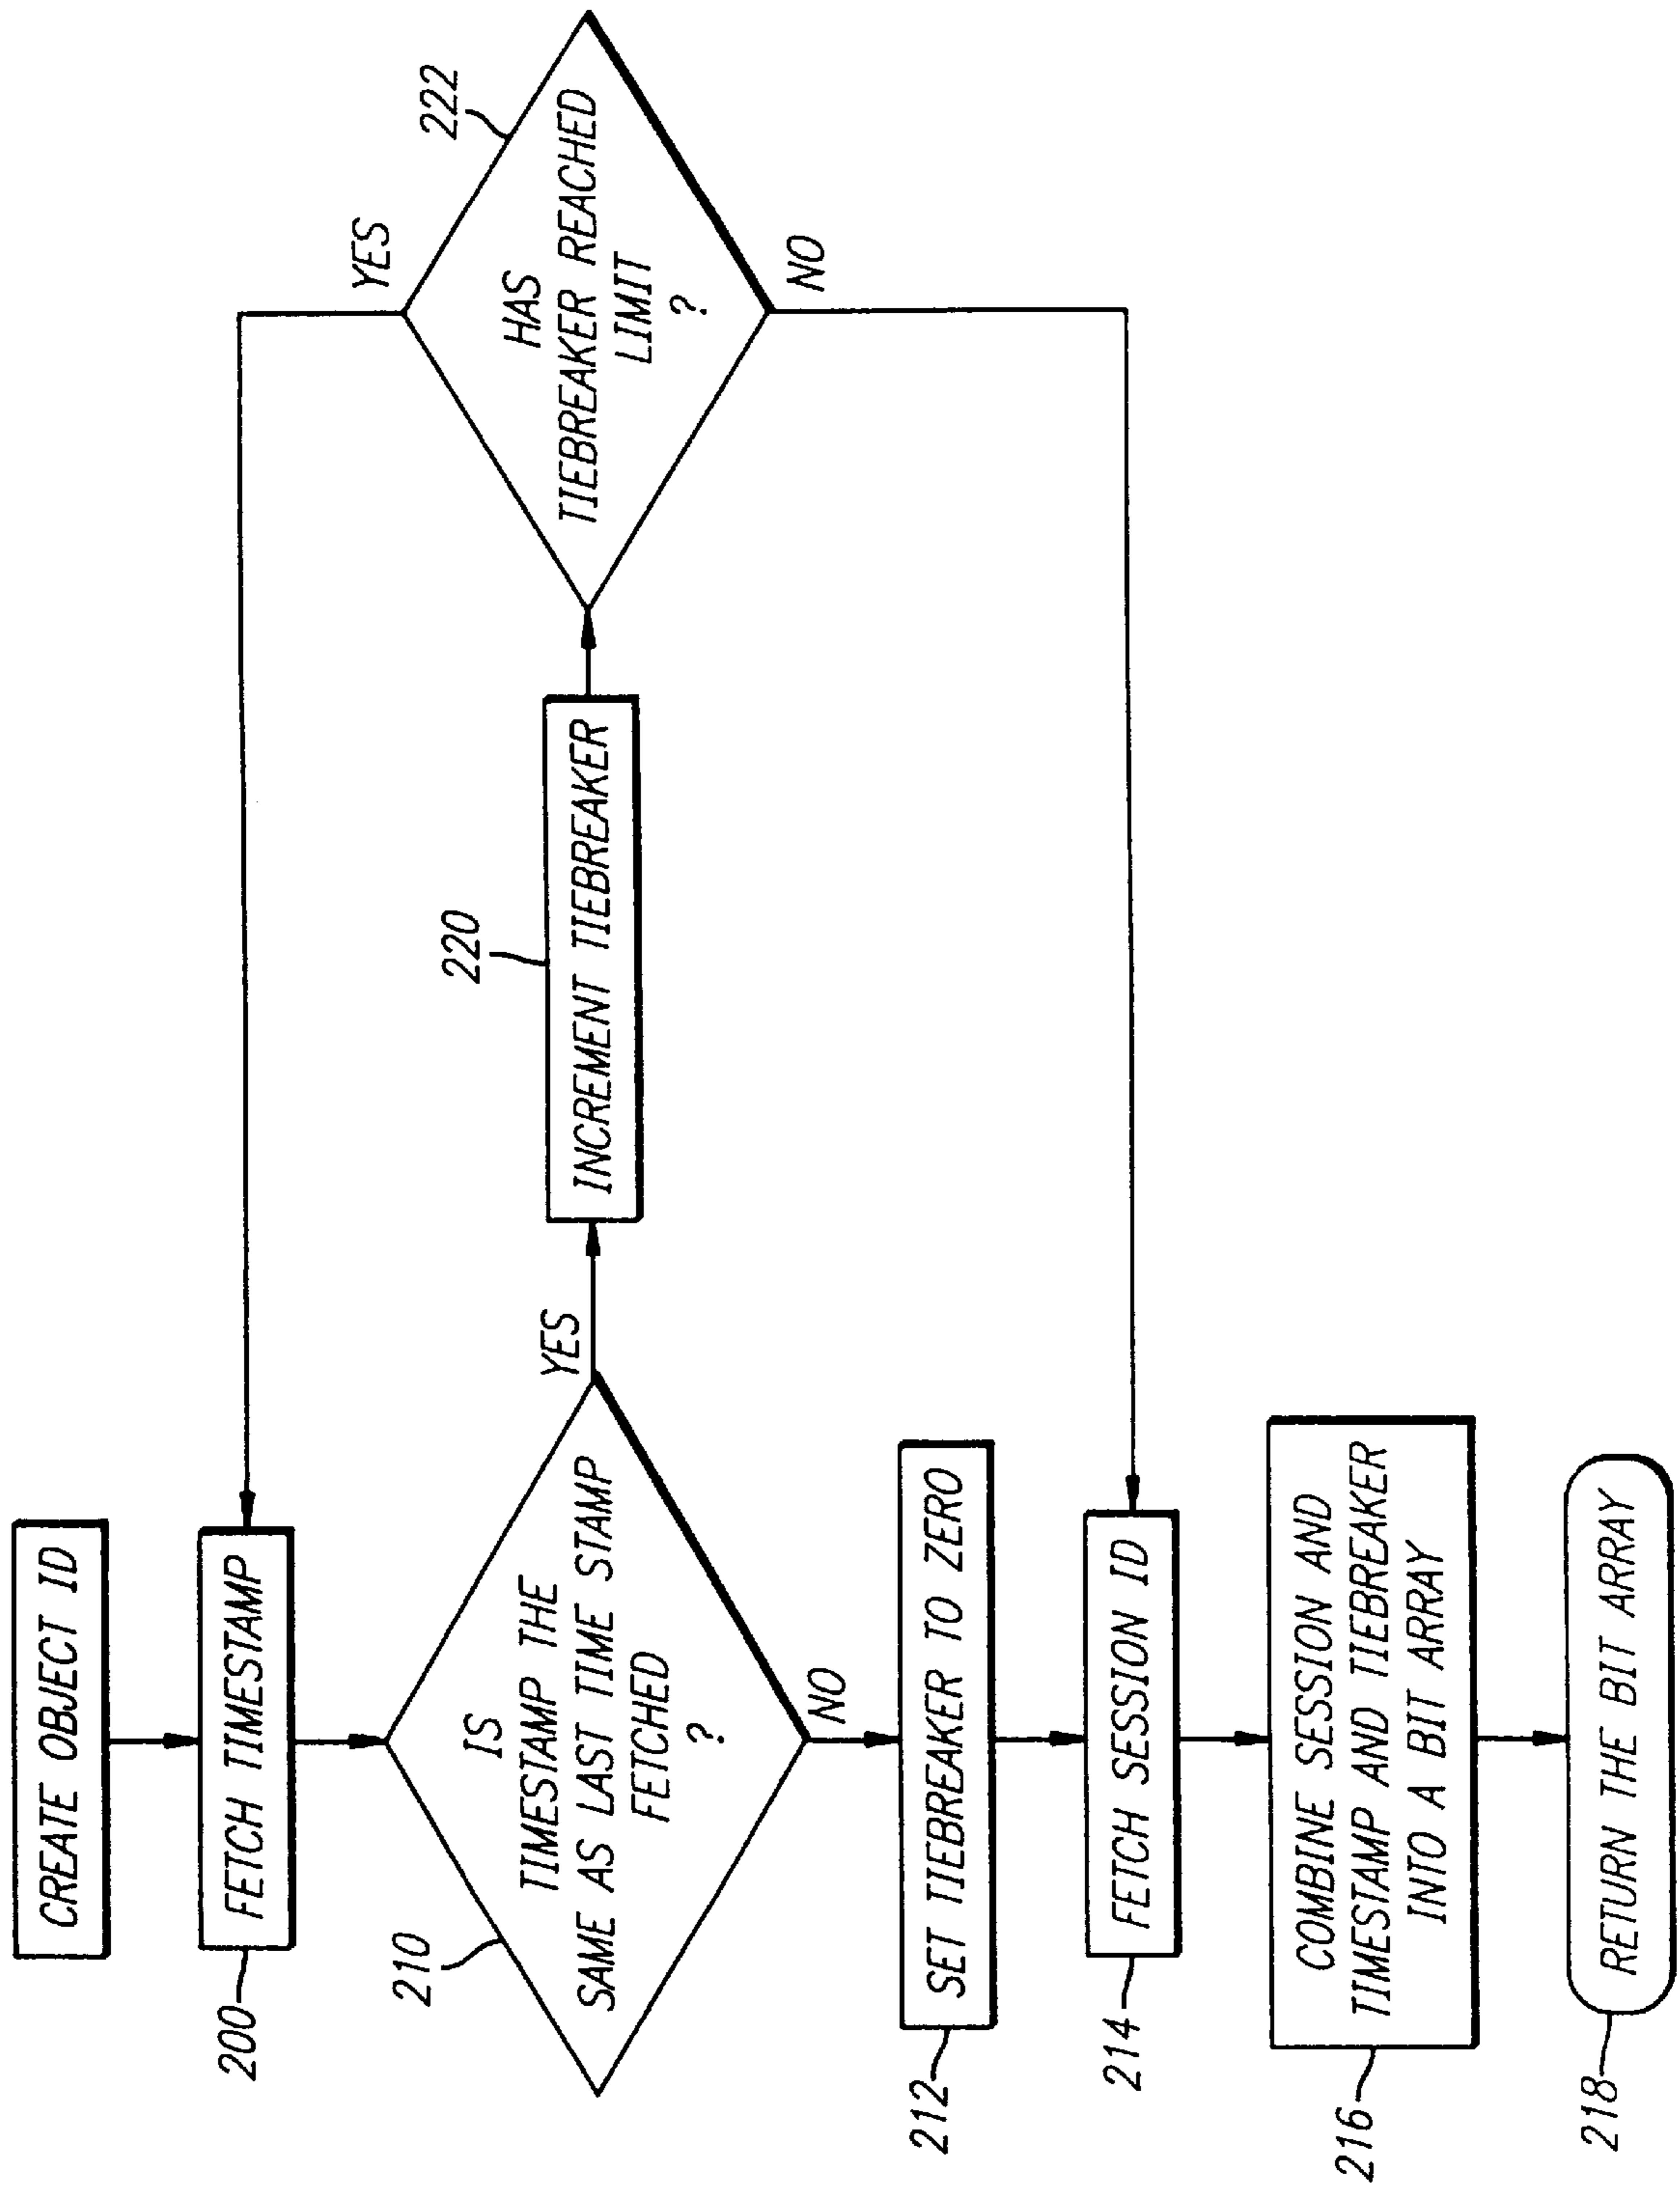 CREATE OBJECT ID
FETCH TIMESTAMP
200
IS
TIMESTAMP THE
SAME AS LAST TIME STAMP
FETCHED
?
210
YES
NO
INCREMENT TIEBREAKER
220
HAS
TIEBREAKER REACHED
LIMIT
?
222
YES
NO
SET TIEBREAKER TO ZERO
212
FETCH SESSION ID
214
COMBINE SESSION AND
TIMESTAMP AND TIEBREAKER
INTO A BIT ARRAY
216
RETURN THE BIT ARRAY
218